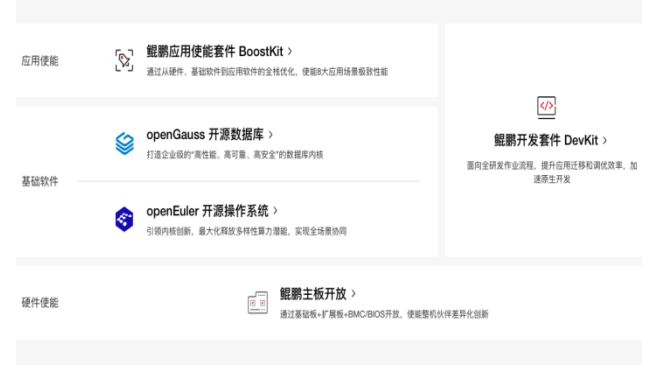 应用使能
鲲鹏应用使能套件 BoostKit >
通过从硬件、基础软件到应用软件的全栈优化，使能8大应用场景极致性能
基础软件
openGauss 开源数据库 >
打造企业级的“高性能、高可靠、高安全”的数据库内核
openEuler 开源操作系统 >
引领内核创新，最大化释放多样性算力潜能，实现全场景协同
鲲鹏开发套件 DevKit >
面向全研发作业流程，提升应用迁移和调优效率，加
速原生开发
硬件使能
鲲鹏主板开放 >
通过基础板+扩展板+BMC/BIOS开放，使能整机伙伴差异化创新